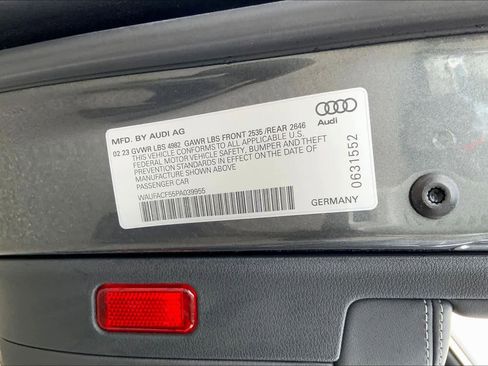 MFD. BY AUDI AG
Audi
02.23 GVWR LBS 4982 GAWR LBS FRONT 2535 /REAR 2646
THIS VEHICLE CONFORMS TO ALL APPLICABLE U.S.
FEDERAL MOTOR VEHICLE SAFETY, BUMPER AND THEFT
PREVENTION STANDARDS IN EFFECT ON THE DATE OF
MANUFACTURE SHOWN ABOVE
PASSENGER CAR
WAUFACF55PA039955
0631552
GERMANY